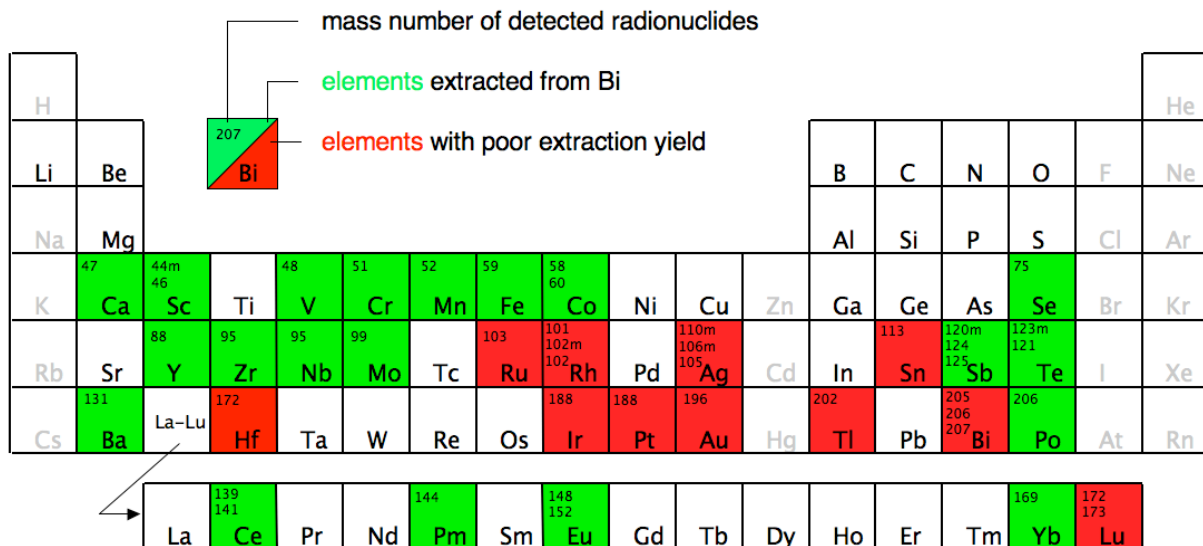 mass number of detected radionuclides
elements extracted from Bi
elements with poor extraction yield
207
Bi
H He
Li Be B C N O F Ne
Na Mg Al Si P S Cl Ar
47 44m 48 51 52 59 58 75
46 60
K Ca Sc Ti V Cr Mn Fe Co Ni Cu Zn Ga Ge As Se Br Kr
88 95 95 99 103 101 110m 113 120m 123m
102m 106m 124 121
102 105 125
Rb Sr Y Zr Nb Mo Tc Ru Rh Pd Ag Cd In Sn Sb Te I Xe
131 172 188 188 196 202 205 206
La-Lu 206
207
Cs Ba Hf Ta W Re Os Ir Pt Au Hg Tl Pb Bi Po At Rn
139 144 148 169 172
141 152 173
La Ce Pr Nd Pm Sm Eu Gd Tb Dy Ho Er Tm Yb Lu